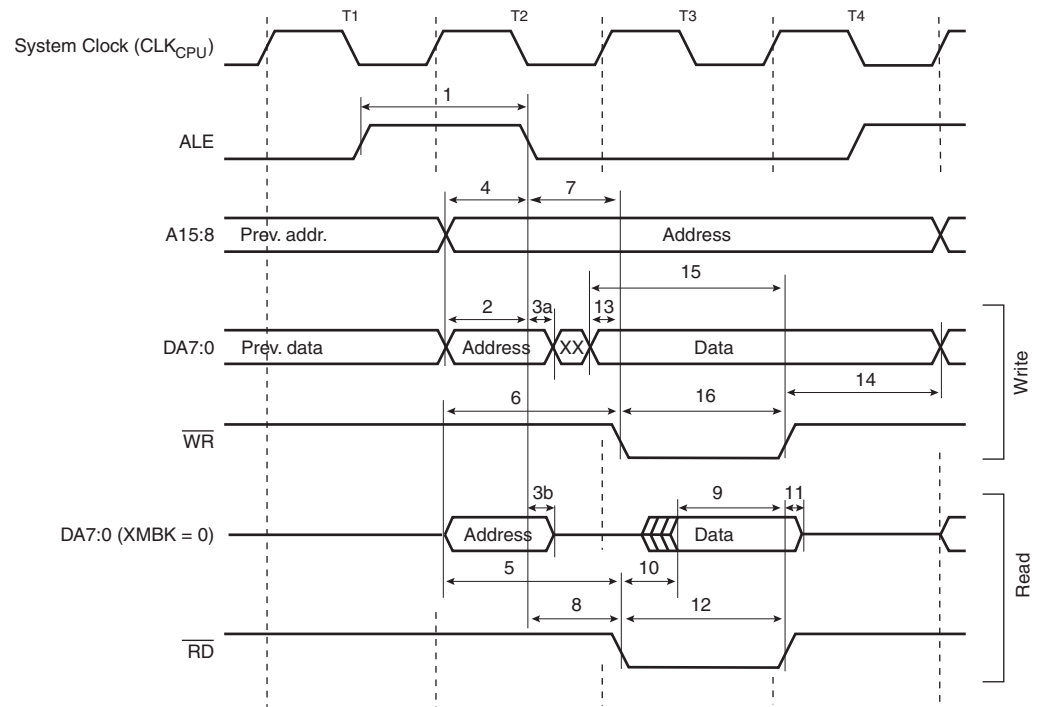 T1 T2 T3 T4
System Clock (CLKCPU)
1
ALE
4 7
A15:8 Prev. addr. Address
15
2 3a 13
DA7:0 Prev. data Address XX Data
14
6 16
WR
Write
3b 9 11
DA7:0 (XMBK = 0) Address Data
5 10
8 12
RD
Read